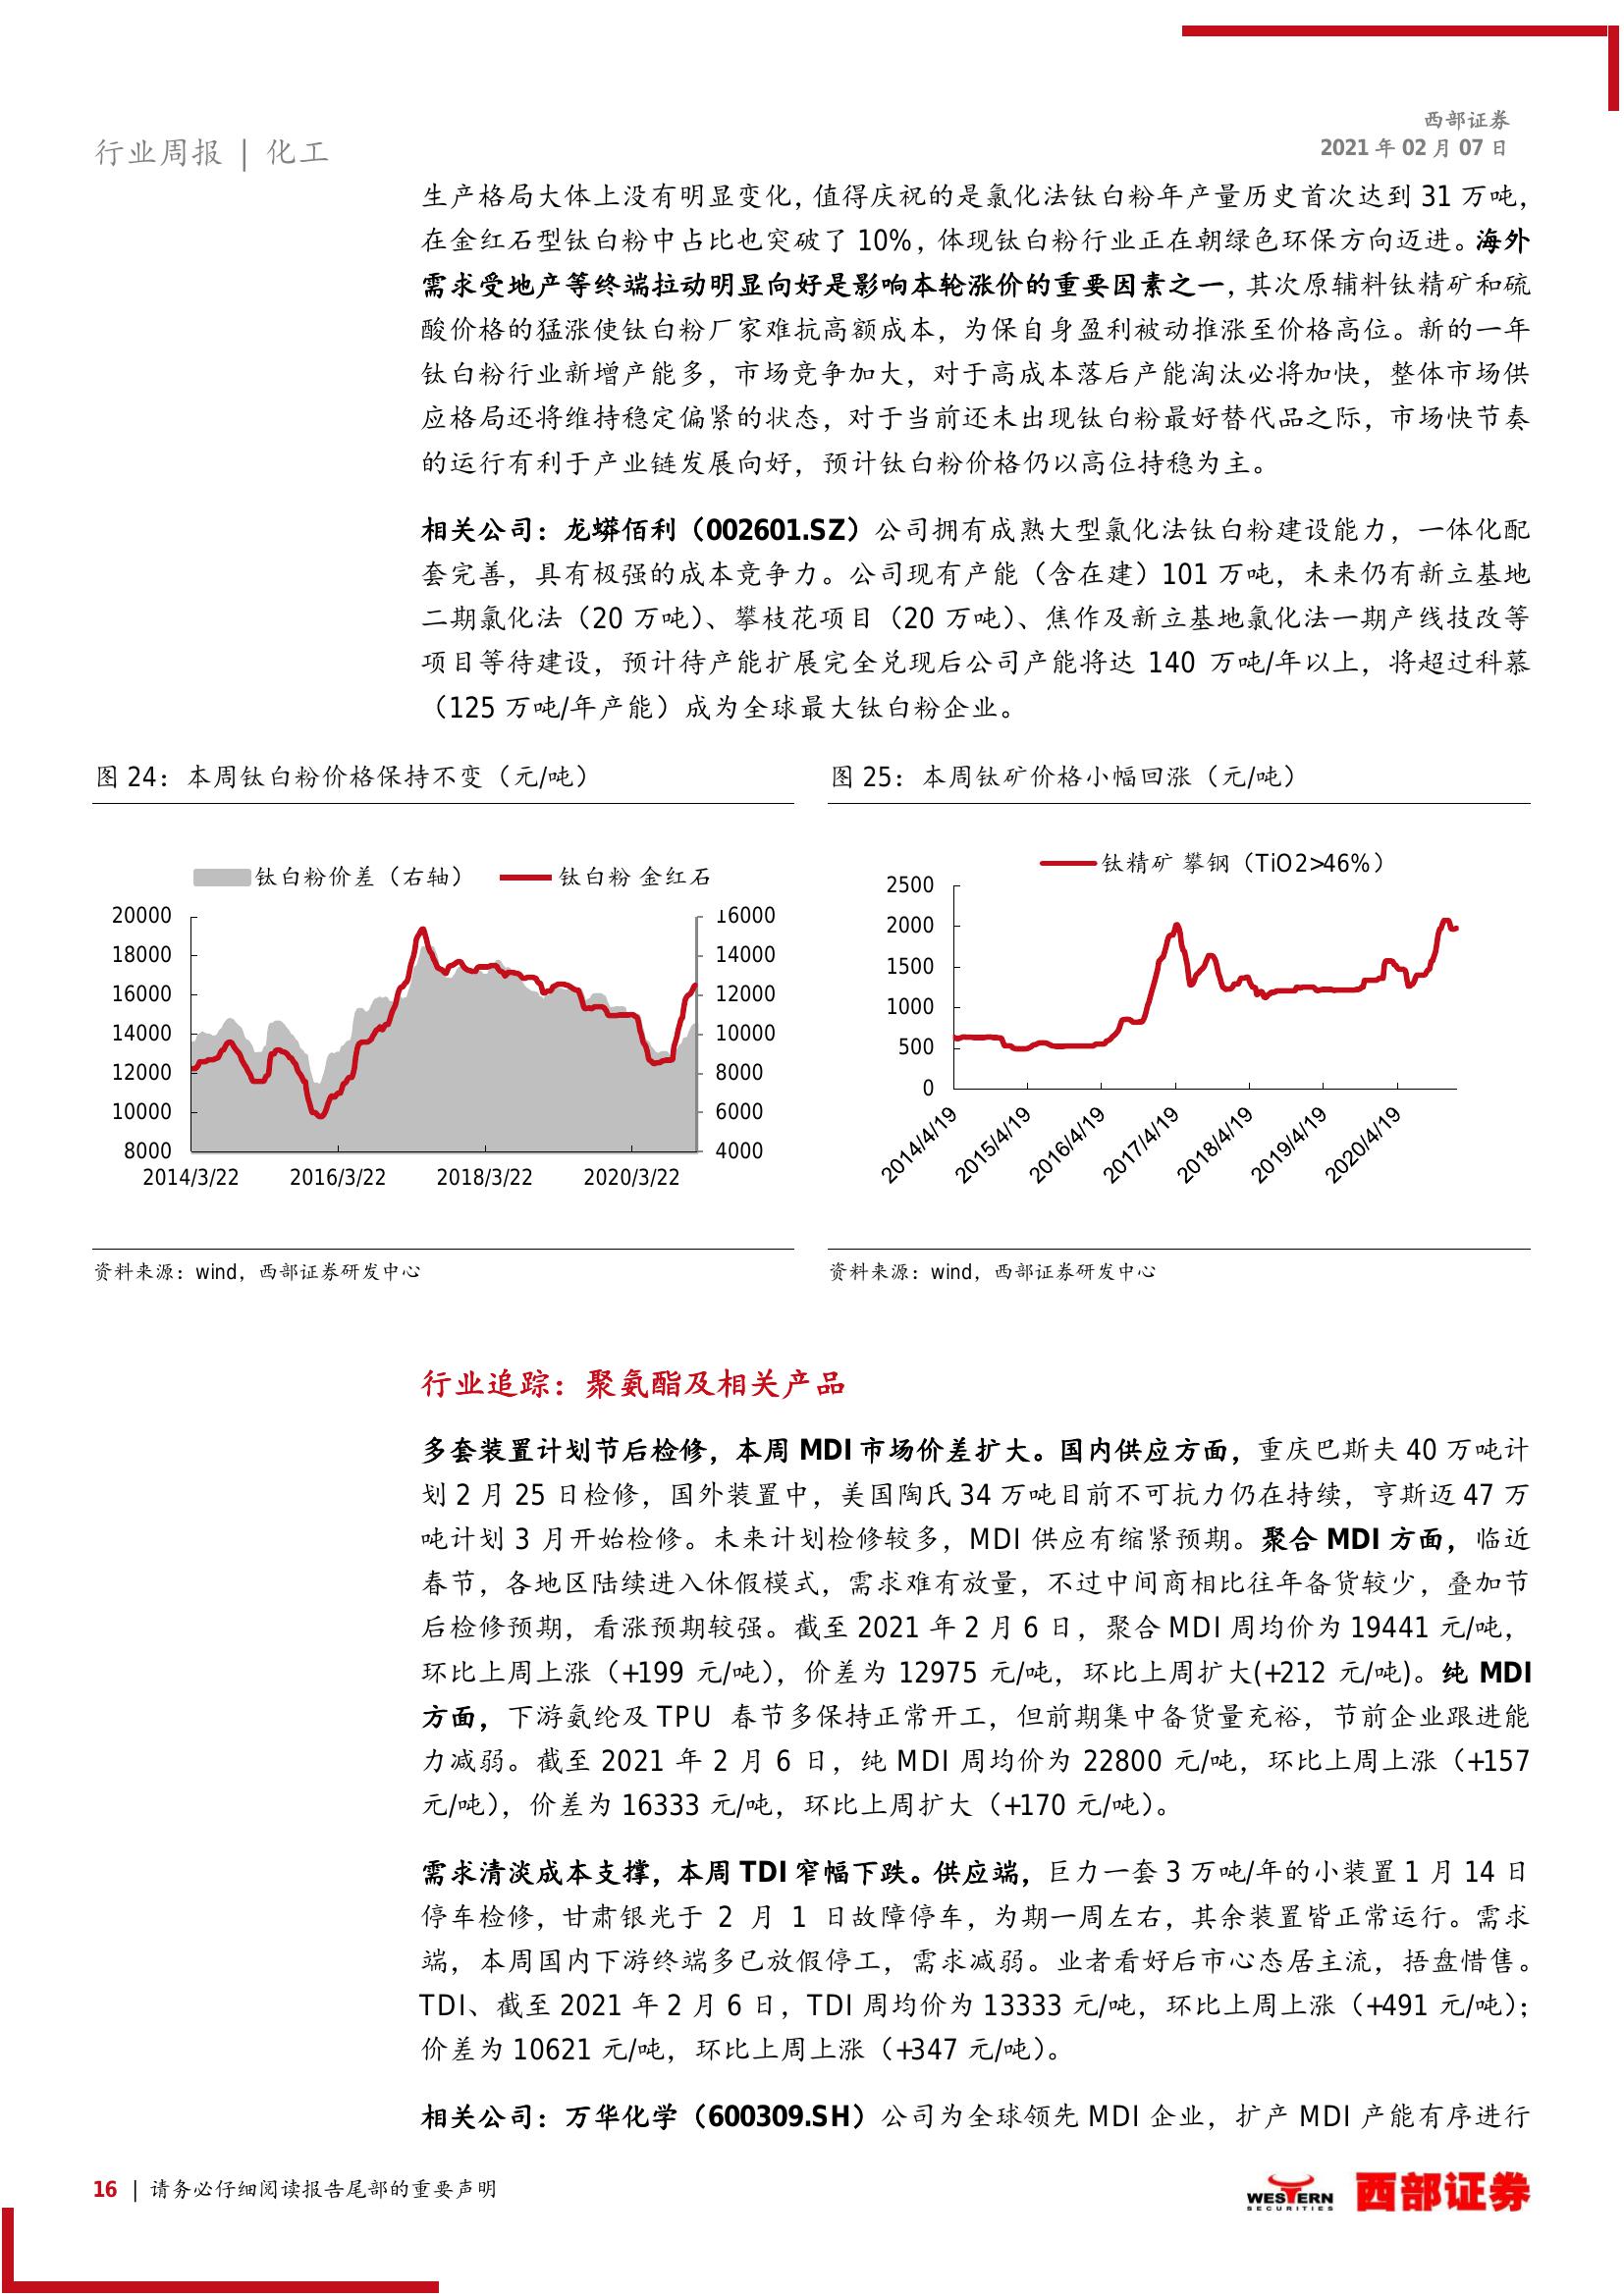 西部证券
行业周报 | 化工
2021 年 02 月 07 日
生产格局大体上没有明显变化，值得庆祝的是氯化法钛白粉年产量历史首次达到 31 万吨，
在金红石型钛白粉中占比也突破了 10%，体现钛白粉行业正在朝绿色环保方向迈进。海外
需求受地产等终端拉动明显向好是影响本轮涨价的重要因素之一，其次原辅料钛精矿和硫
酸价格的猛涨使钛白粉厂家难抗高额成本，为保自身盈利被动推涨至价格高位。新的一年
钛白粉行业新增产能多，市场竞争加大，对于高成本落后产能淘汰必将加快，整体市场供
应格局还将维持稳定偏紧的状态，对于当前还未出现钛白粉最好替代品之际，市场快节奏
的运行有利于产业链发展向好，预计钛白粉价格仍以高位持稳为主。
相关公司：龙蟒佰利（002601.SZ）公司拥有成熟大型氯化法钛白粉建设能力，一体化配
套完善，具有极强的成本竞争力。公司现有产能（含在建）101 万吨，未来仍有新立基地
二期氯化法（20 万吨）、攀枝花项目（20 万吨）、焦作及新立基地氯化法一期产线技改等
项目等待建设，预计待产能扩展完全兑现后公司产能将达 140 万吨/年以上，将超过科慕
（125 万吨/年产能）成为全球最大钛白粉企业。
图 24：本周钛白粉价格保持不变（元/吨）
钛白粉价差（右轴） 钛白粉 金红石
20000 16000
18000 14000
16000 12000
14000 10000
12000 8000
10000 6000
8000 4000
2014/3/22 2016/3/22 2018/3/22 2020/3/22
资料来源：wind，西部证券研发中心
图 25：本周钛矿价格小幅回涨（元/吨）
钛精矿 攀钢（TiO2>46%）
2500
2000
1500
1000
500
0
2014/4/19 2015/4/19 2016/4/19 2017/4/19 2018/4/19 2019/4/19 2020/4/19
资料来源：wind，西部证券研发中心
行业追踪：聚氨酯及相关产品
多套装置计划节后检修，本周 MDI 市场价差扩大。国内供应方面，重庆巴斯夫 40 万吨计
划 2 月 25 日检修，国外装置中，美国陶氏 34 万吨目前不可抗力仍在持续，亨斯迈 47 万
吨计划 3 月开始检修。未来计划检修较多，MDI 供应有缩紧预期。聚合 MDI 方面，临近
春节，各地区陆续进入休假模式，需求难有放量，不过中间商相比往年备货较少，叠加节
后检修预期，看涨预期较强。截至 2021 年 2 月 6 日，聚合 MDI 周均价为 19441 元/吨，
环比上周上涨（+199 元/吨），价差为 12975 元/吨，环比上周扩大(+212 元/吨)。纯 MDI
方面，下游氨纶及 TPU 春节多保持正常开工，但前期集中备货量充裕，节前企业跟进能
力减弱。截至 2021 年 2 月 6 日，纯 MDI 周均价为 22800 元/吨，环比上周上涨（+157
元/吨），价差为 16333 元/吨，环比上周扩大（+170 元/吨）。
需求清淡成本支撑，本周 TDI 窄幅下跌。供应端，巨力一套 3 万吨/年的小装置 1 月 14 日
停车检修，甘肃银光于 2 月 1 日故障停车，为期一周左右，其余装置皆正常运行。需求
端，本周国内下游终端多已放假停工，需求减弱。业者看好后市心态居主流，捂盘惜售。
TDI、截至 2021 年 2 月 6 日，TDI 周均价为 13333 元/吨，环比上周上涨（+491 元/吨）；
价差为 10621 元/吨，环比上周上涨（+347 元/吨）。
相关公司：万华化学（600309.SH）公司为全球领先 MDI 企业，扩产 MDI 产能有序进行
16 | 请务必仔细阅读报告尾部的重要声明
WESTERN
SECURITIES
西部证券